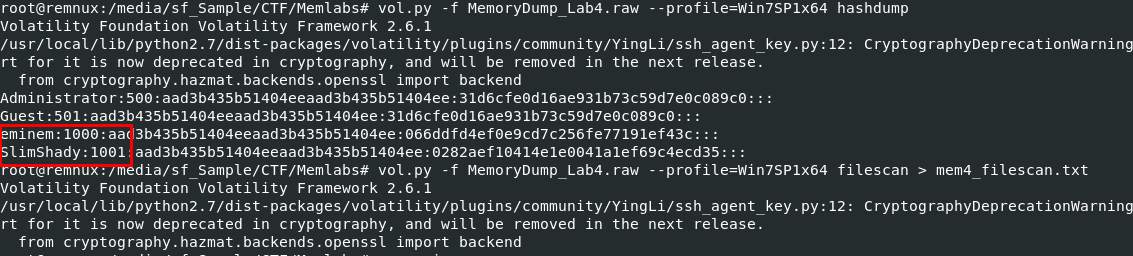 root@remnux:/media/sf_Sample/CTF/Memlabs# vol.py -f MemoryDump_Lab4.raw --profile=Win7SP1x64 hashdump
Volatility Foundation Volatility Framework 2.6.1
/usr/local/lib/python2.7/dist-packages/volatility/plugins/community/YingLi/ssh_agent_key.py:12: CryptographyDeprecationWarning
rt for it is now deprecated in cryptography, and will be removed in the next release.
  from cryptography.hazmat.backends.openssl import backend
Administrator:500:aad3b435b51404eeaad3b435b51404ee:31d6cfe0d16ae931b73c59d7e0c089c0:::
Guest:501:aad3b435b51404eeaad3b435b51404ee:31d6cfe0d16ae931b73c59d7e0c089c0:::
eminem:1000:aad3b435b51404eeaad3b435b51404ee:066ddfd4ef0e9cd7c256fe77191ef43c:::
SlimShady:1001:aad3b435b51404eeaad3b435b51404ee:0282aef10414e1e0041a1ef69c4ecd35:::
root@remnux:/media/sf_Sample/CTF/Memlabs# vol.py -f MemoryDump_Lab4.raw --profile=Win7SP1x64 filescan > mem4_filescan.txt
Volatility Foundation Volatility Framework 2.6.1
/usr/local/lib/python2.7/dist-packages/volatility/plugins/community/YingLi/ssh_agent_key.py:12: CryptographyDeprecationWarning
rt for it is now deprecated in cryptography, and will be removed in the next release.
  from cryptography.hazmat.backends.openssl import backend